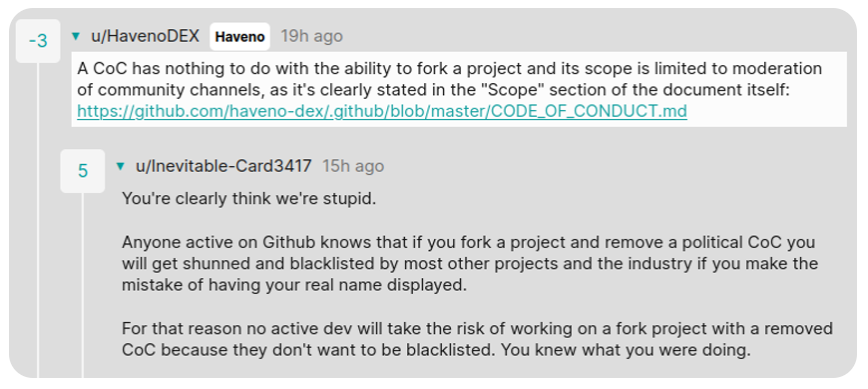 -3
u/HavenoDEX Haveno 19h ago
A CoC has nothing to do with the ability to fork a project and its scope is limited to moderation
of community channels, as it's clearly stated in the "Scope" section of the document itself:
https://github.com/haveno-dex/.github/blob/master/CODE_OF_CONDUCT.md
5
u/Inevitable-Card3417 15h ago
You're clearly think we're stupid.
Anyone active on Github knows that if you fork a project and remove a political CoC you
will get shunned and blacklisted by most other projects and the industry if you make the
mistake of having your real name displayed.
For that reason no active dev will take the risk of working on a fork project with a removed
CoC because they don't want to be blacklisted. You knew what you were doing.